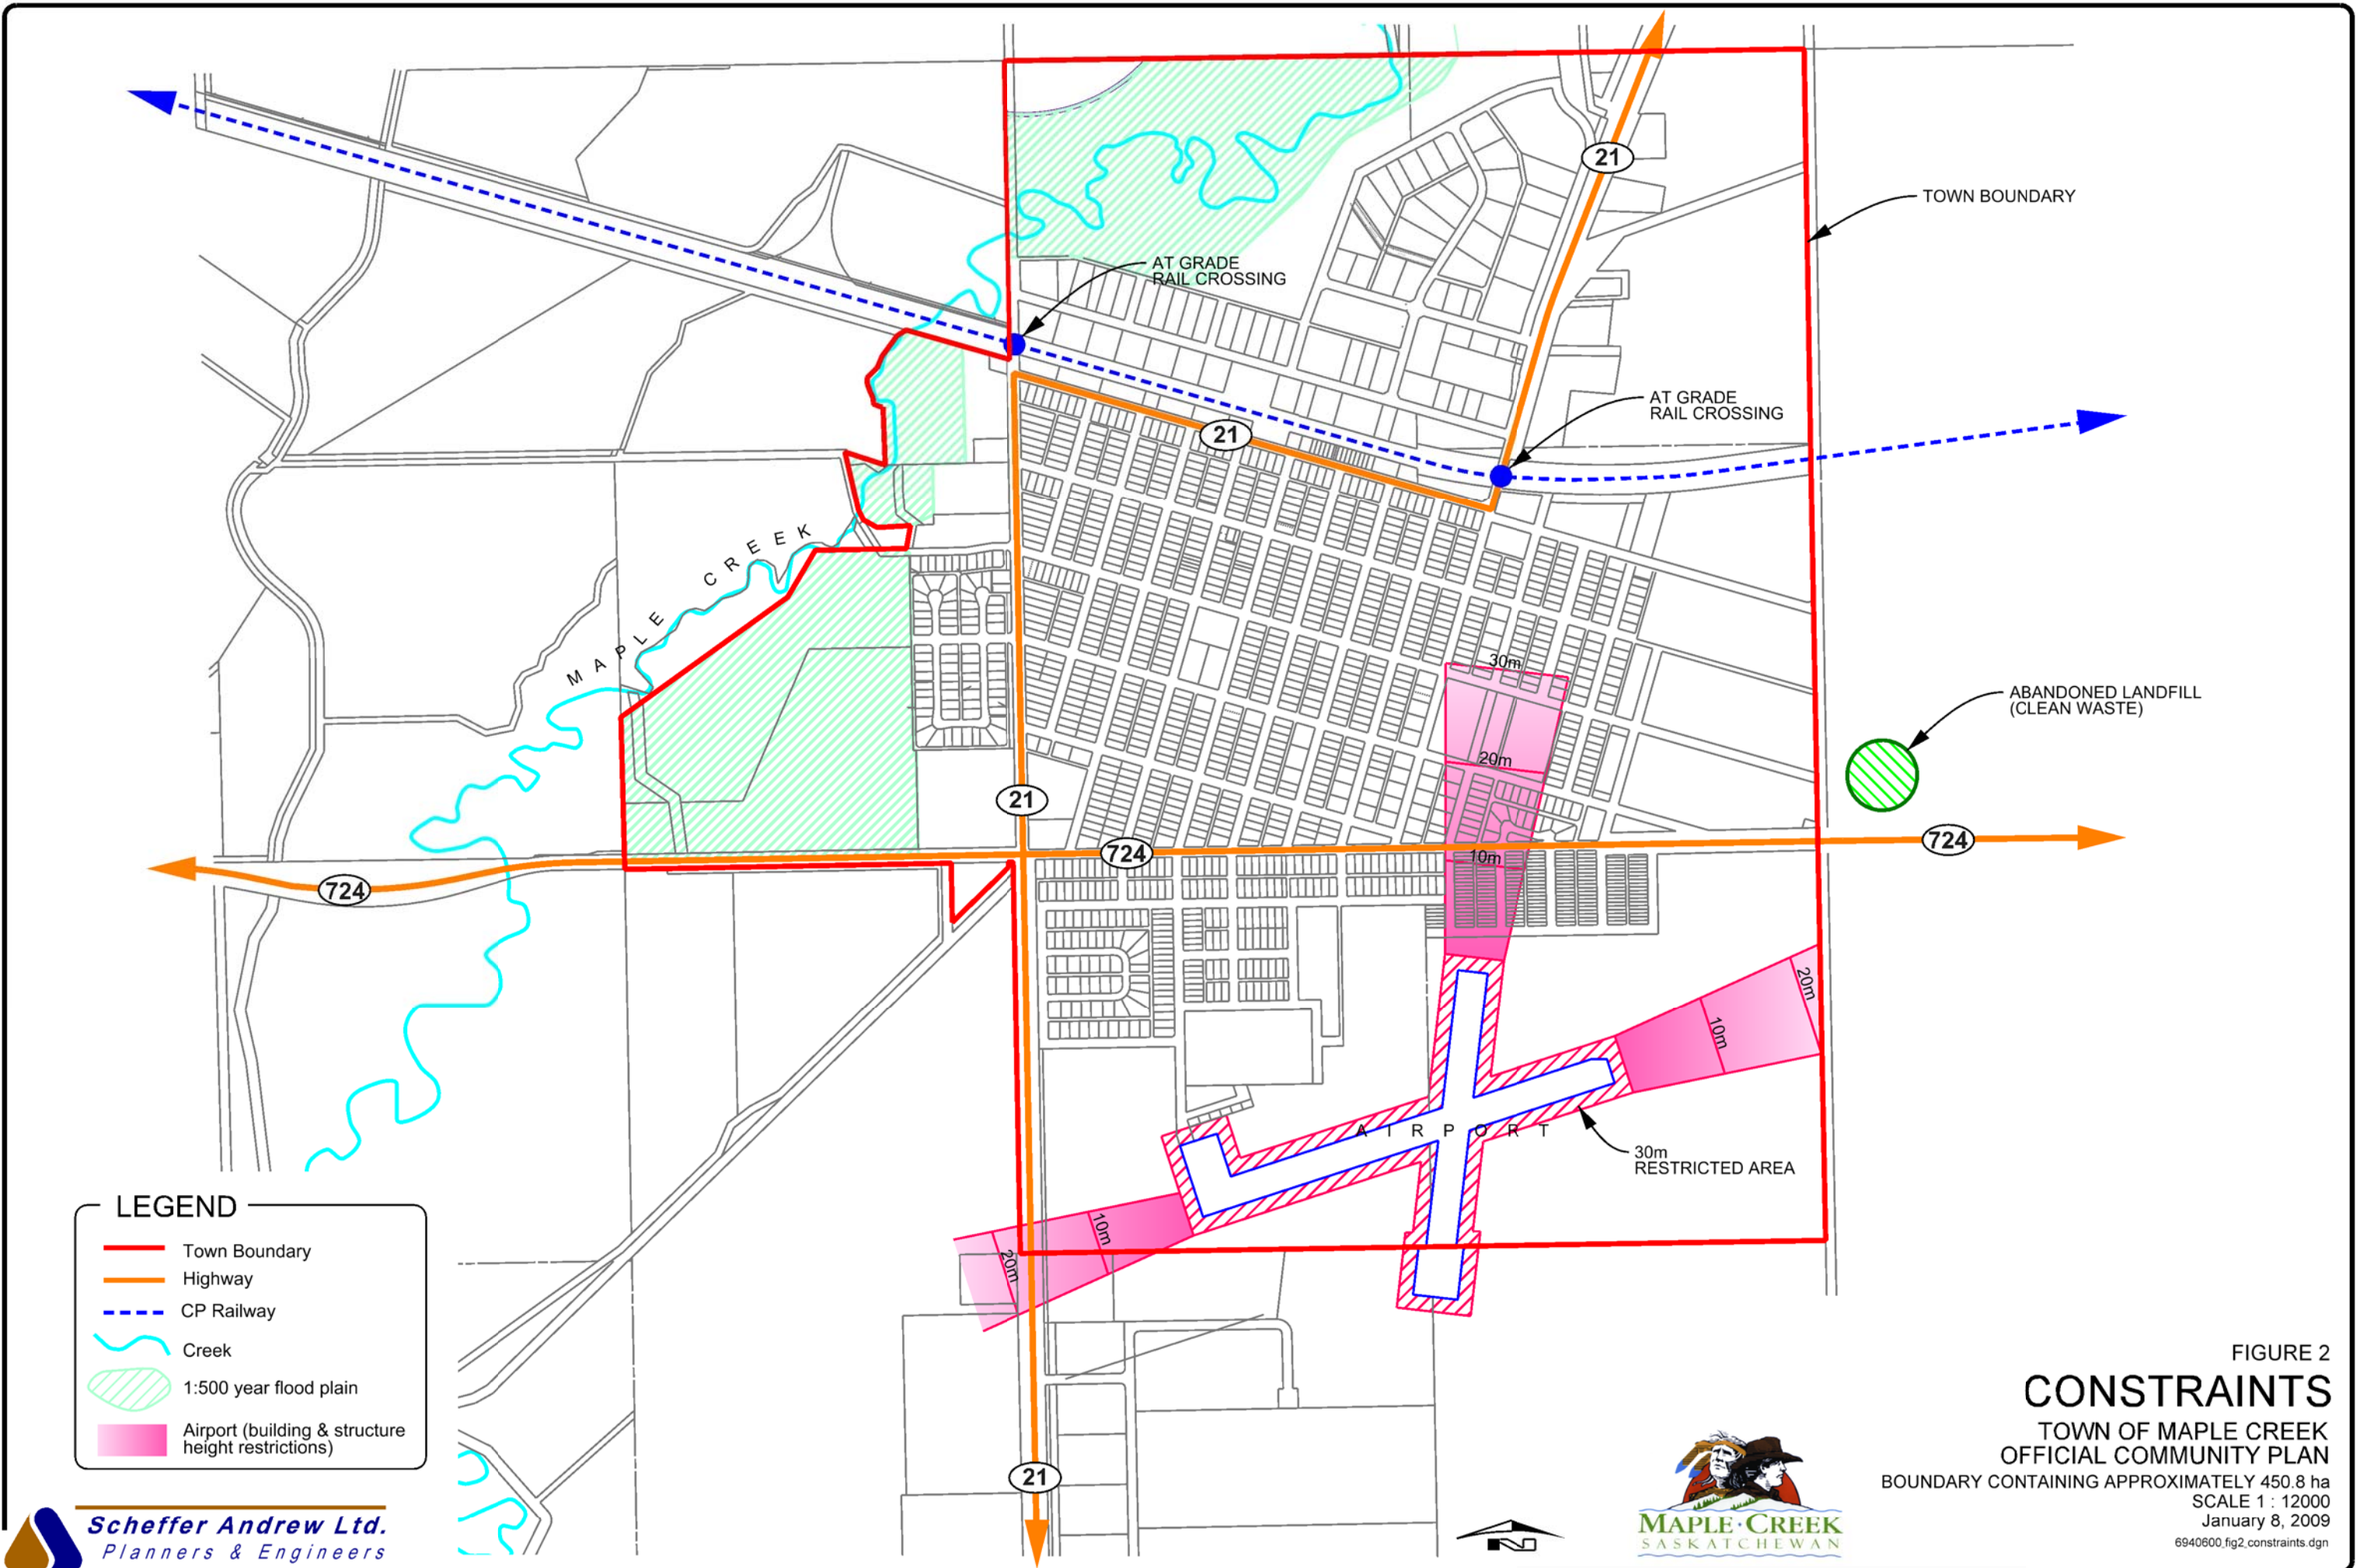 21
TOWN BOUNDARY
AT GRADE
RAIL CROSSING
AT GRADE
RAIL CROSSING
21
30m
MAPLE CREEK
ABANDONED LANDFILL
(CLEAN WASTE)
20m
21
724
724
10m
724
20m
10m
AIRPORT
30m
RESTRICTED AREA
10m
20m
21
LEGEND
Town Boundary
Highway
CP Railway
Creek
1:500 year flood plain
Airport (building & structure
height restrictions)
Scheffer Andrew Ltd.
Planners & Engineers
N
MAPLE·CREEK
SASKATCHEWAN
FIGURE 2
CONSTRAINTS
TOWN OF MAPLE CREEK
OFFICIAL COMMUNITY PLAN
BOUNDARY CONTAINING APPROXIMATELY 450.8 ha
SCALE 1 : 12000
January 8, 2009
6940600_fig2_constraints.dgn